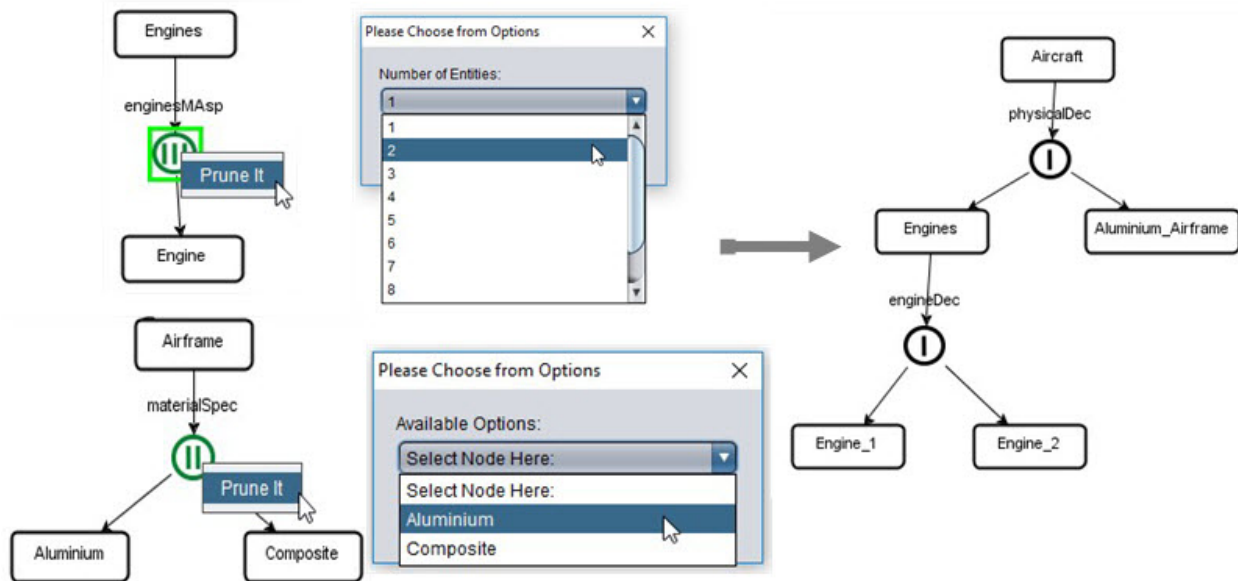 Engines
enginesMAsp
Prune It
Engine
Please Choose from Options
Number of Entities:
1
1
2
3
4
5
6
7
8
Airframe
materialSpec
Prune It
Aluminium
Composite
Please Choose from Options
Available Options:
Select Node Here:
Select Node Here:
Aluminium
Composite
Aircraft
physicalDec
Engines
Aluminium_Airframe
engineDec
Engine_1
Engine_2